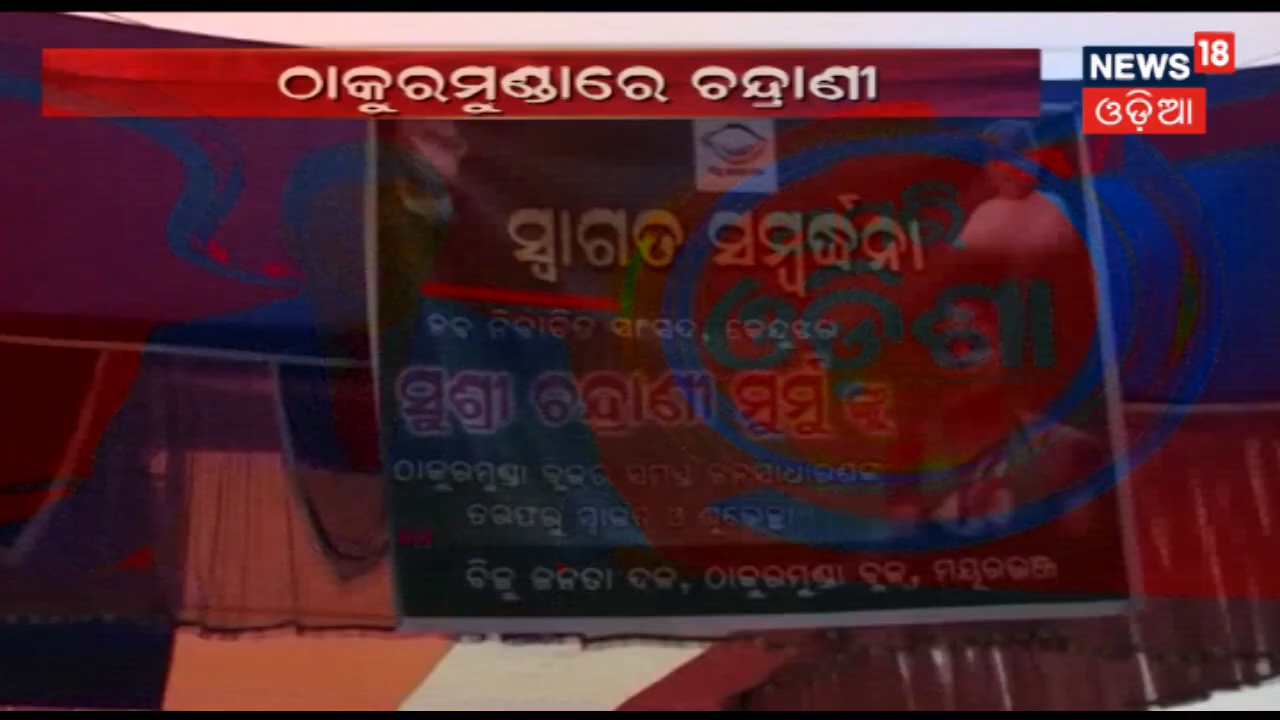 ଠାକୁରମୁଣ୍ଡାରେ ଚନ୍ଦ୍ରାଣୀ
NEWS 18
ଓଡ଼ିଆ
ସ୍ୱାଗତ ସମ୍ବର୍ଦ୍ଧନା
ନବ ନିର୍ବାଚିତ ସାଂସଦ, କେନ୍ଦୁଝର
ସୁଶ୍ରୀ ଚନ୍ଦ୍ରାଣୀ ମୁର୍ମୁ ଙ୍କୁ
ଓଡ଼ିଶା
ଠାକୁରମୁଣ୍ଡା ବ୍ଲକର ସମସ୍ତ ଜନସାଧାରଣଙ୍କ
ତରଫରୁ ସ୍ୱାଗତ ଓ ଶୁଭେଚ୍ଛା
ବିଜୁ ଜନତା ଦଳ, ଠାକୁରମୁଣ୍ଡା ବ୍ଲକ, ମୟୂରଭଞ୍ଜ